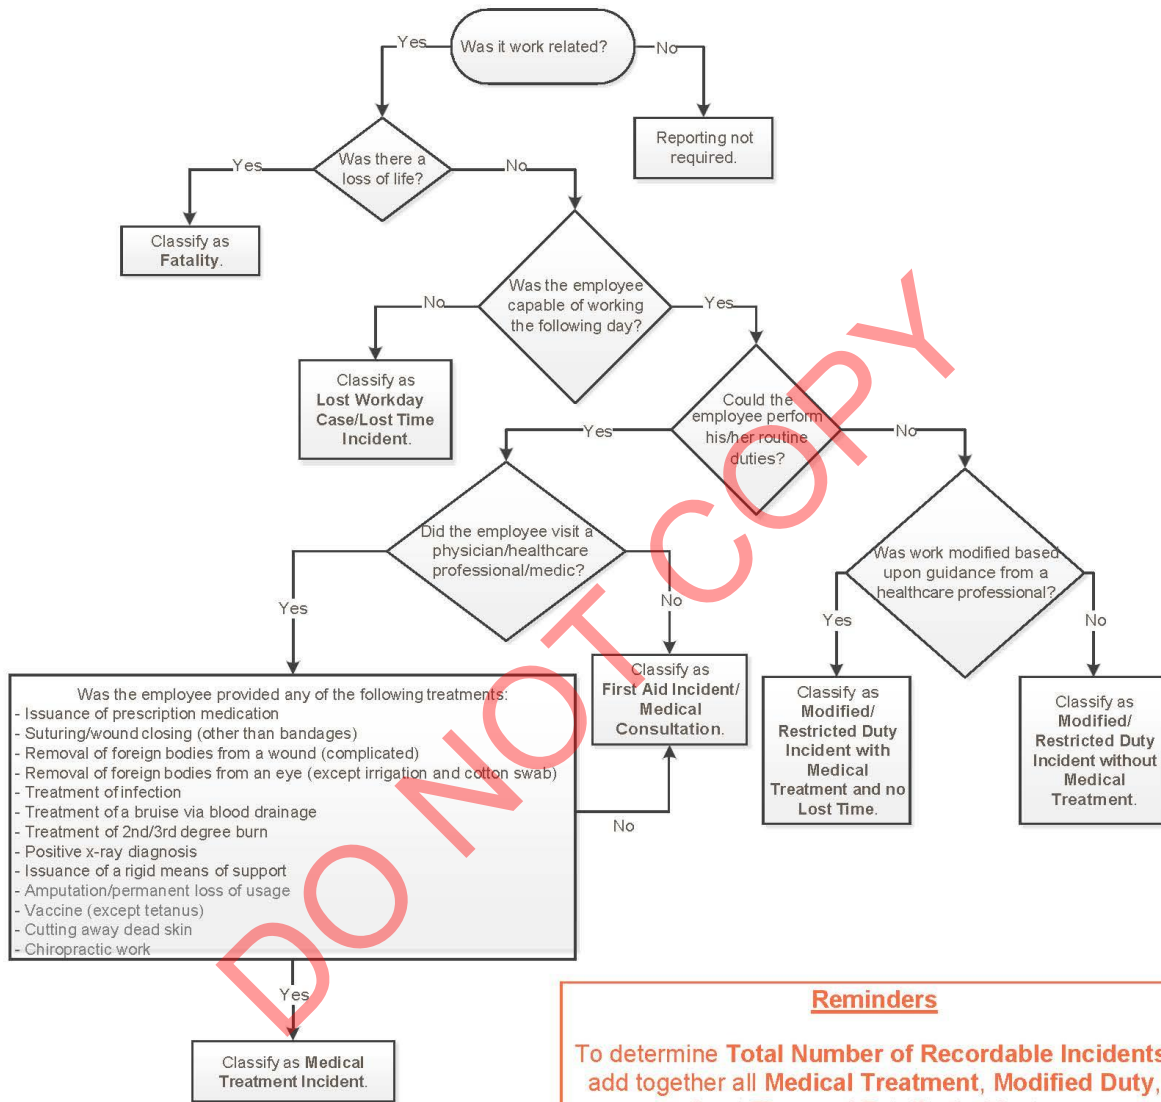 Was it work related?
Yes
No
Reporting not
required.
Was there a
loss of life?
Yes
No
Classify as
Fatality.
Was the employee
capable of working
the following day?
No
Yes
Classify as
Lost Workday
Case/Lost Time
Incident.
Could the
employee perform
his/her routine
duties?
Yes
No
Did the employee visit a
physician/healthcare
professional/medic?
Yes
No
Was work modified based
upon guidance from a
healthcare professional?
Yes
No
Classify as
First Aid Incident/
Medical
Consultation.
Classify as
Modified/
Restricted Duty
Incident with
Medical
Treatment and no
Lost Time.
Classify as
Modified/
Restricted Duty
Incident without
Medical
Treatment.
Was the employee provided any of the following treatments:
- Issuance of prescription medication
- Suturing/wound closing (other than bandages)
- Removal of foreign bodies from a wound (complicated)
- Removal of foreign bodies from an eye (except irrigation and cotton swab)
- Treatment of infection
- Treatment of a bruise via blood drainage
- Treatment of 2nd/3rd degree burn
- Positive x-ray diagnosis
- Issuance of a rigid means of support
- Amputation/permanent loss of usage
- Vaccine (except tetanus)
- Cutting away dead skin
- Chiropractic work
No
Yes
Classify as Medical
Treatment Incident.
DO NOT COPY
Reminders
To determine Total Number of Recordable Incidents
add together all Medical Treatment, Modified Duty,